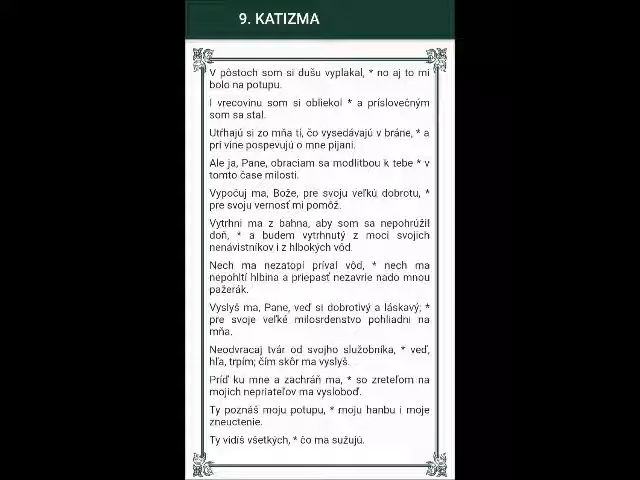 9. KATIZMA
V pôstoch som si dušu vyplakal, * no aj to mi
bolo na potupu.
I vrecovinu som si obliekol * a príslovečným
som sa stal.
Uťhajú si zo mňa tí, čo vysedávajú v bráne, * a
pri víne pospevujú o mne pijani.
Ale ja, Pane, obraciam sa modlitbou k tebe * v
tomto čase milosti.
Vypočuj ma, Bože, pre svoju veľkú dobrotu, *
pre svoju vernosť mi pomôž.
Vytrhni ma z bahna, aby som sa nepohrúžil
doň, * a budem vytrhnutý z moci svojich
nenávistníkov i z hlbokých vôd.
Nech ma nezatopí príval vôd, * nech ma
nepohltí hlbina a priepasť nezavrie nado mnou
pažerák.
Vyslyš ma, Pane, veď si dobrotivý a láskavý; *
pre svoje veľké milosrdenstvo pohliadni na
mňa.
Neodvracaj tvár od svojho služobníka, * veď,
hľa, trpím; čím skôr ma vyslyš.
Príď ku mne a zachráň ma, * so zreteľom na
mojich nepriateľov ma vysloboď.
Ty poznáš moju potupu, * moju hanbu i moje
zneuctenie.
Ty vidíš všetkých, * čo ma sužujú.